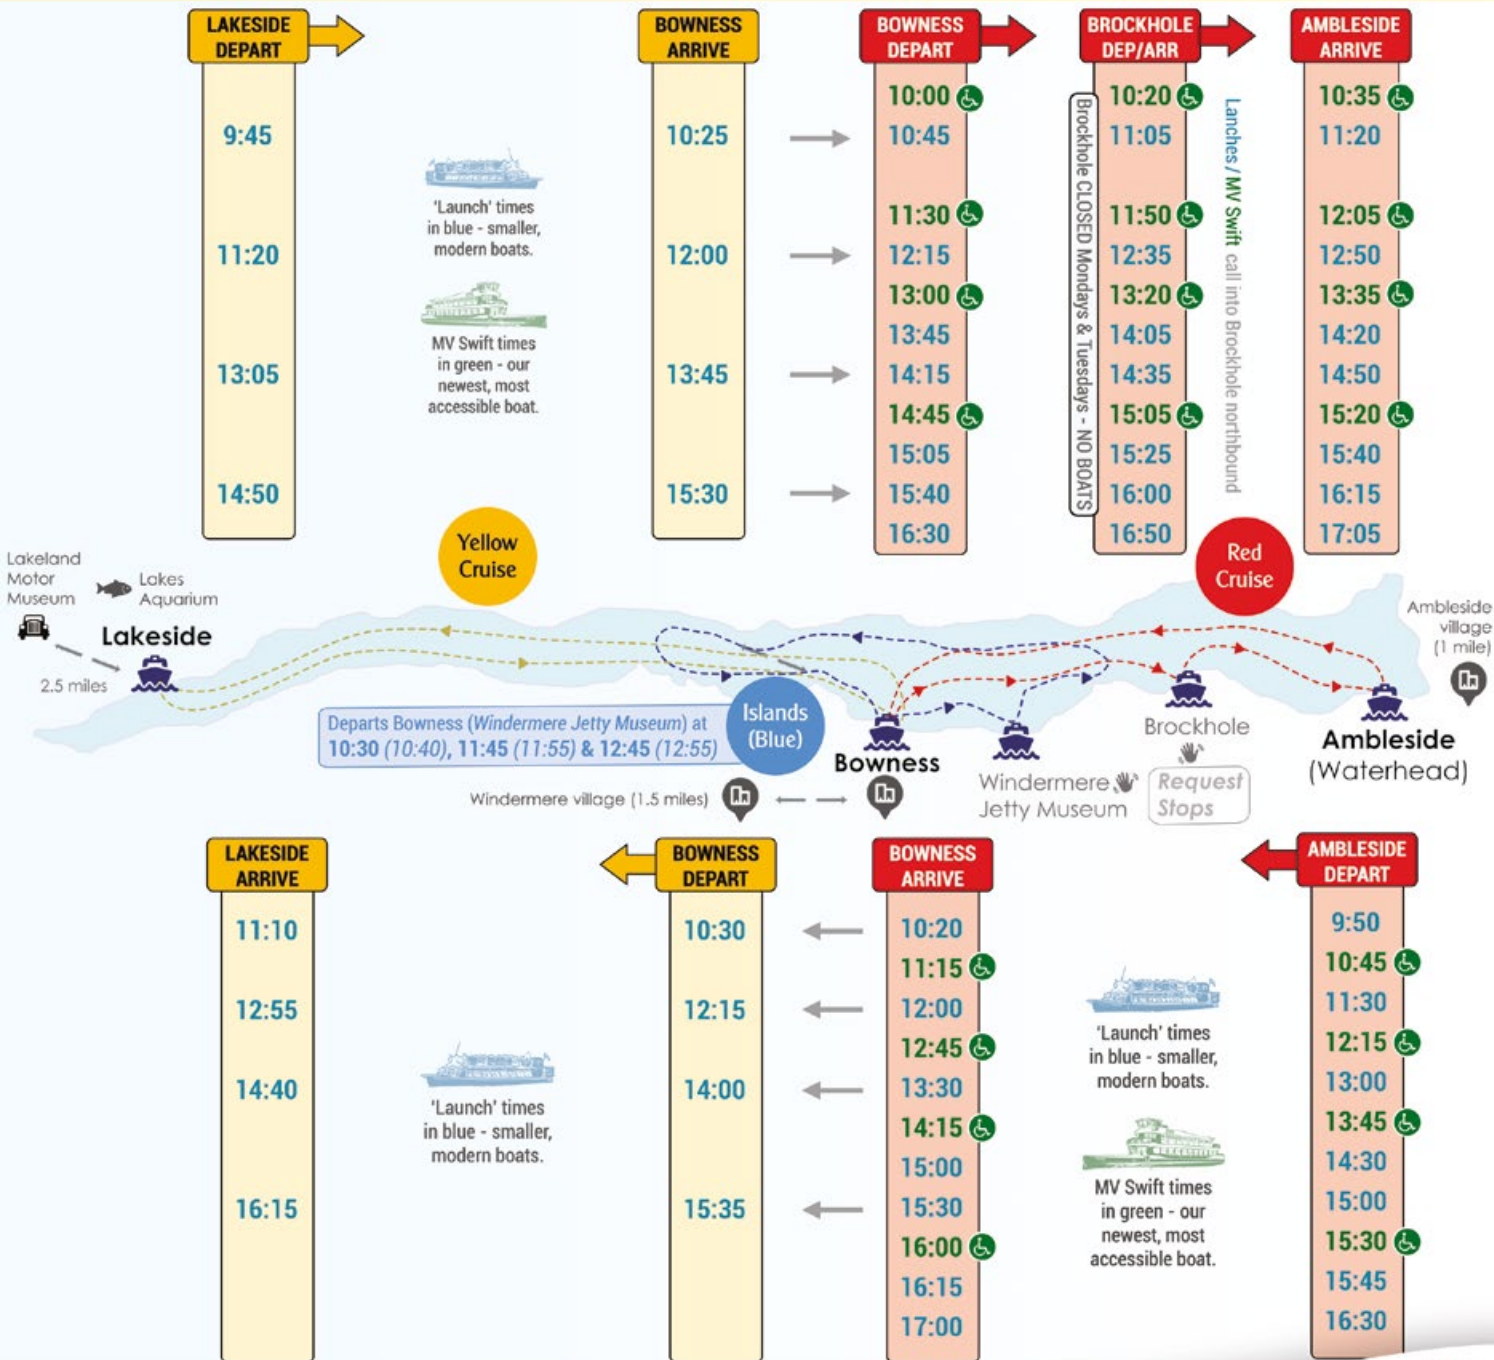 LAKESIDE
DEPART
BOWNESS
ARRIVE
BOWNESS
DEPART
BROCKHOLE
DEP/ARR
AMBLESIDE
ARRIVE
10:00 10:20 10:35
9:45 10:25 10:45 11:05 11:20
11:30 11:50 12:05
11:20 12:00 12:15 12:35 12:50
13:00 13:20 13:35
13:45 14:05 14:20
13:05 13:45 14:15 14:35 14:50
14:45 15:05 15:20
15:05 15:25 15:40
14:50 15:30 15:40 16:00 16:15
16:30 16:50 17:05
'Launch' times
in blue - smaller,
modern boats.
MV Swift times
in green - our
newest, most
accessible boat.
Brockhole CLOSED Mondays & Tuesdays - NO BOATS
Lanches / MV Swift call into Brockhole northbound
Yellow
Cruise
Red
Cruise
Lakeland
Motor
Museum
Lakes
Aquarium
Lakeside
2.5 miles
Ambleside
village
(1 mile)
Departs Bowness (Windermere Jetty Museum) at
10:30 (10:40), 11:45 (11:55) & 12:45 (12:55)
Islands
(Blue)
Bowness
Windermere village (1.5 miles)
Windermere
Jetty Museum
Brockhole
Request
Stops
Ambleside
(Waterhead)
LAKESIDE
ARRIVE
BOWNESS
DEPART
BOWNESS
ARRIVE
AMBLESIDE
DEPART
11:10 10:30 10:20 9:50
11:15 10:45
12:55 12:15 12:00 11:30
12:45 12:15
14:40 14:00 13:30 13:00
14:15 13:45
15:00 14:30
16:15 15:35 15:30 15:00
16:00 15:30
16:15 15:45
17:00 16:30
'Launch' times
in blue - smaller,
modern boats.
'Launch' times
in blue - smaller,
modern boats.
MV Swift times
in green - our
newest, most
accessible boat.